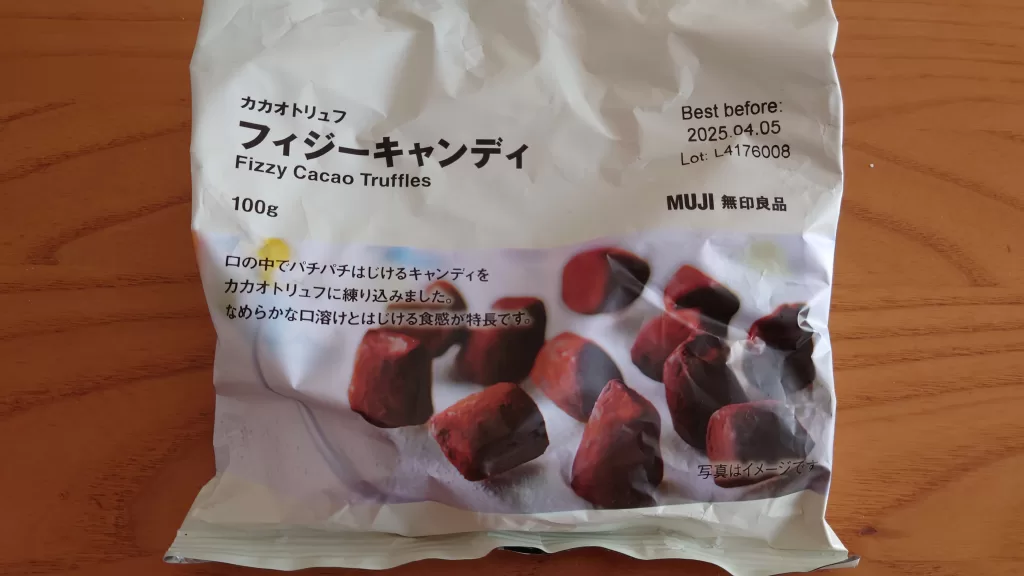 カカオトリュフ
フィジーキャンディ
Fizzy Cacao Truffles
100g
Best before:
2025.04.05
Lot: L4176008
MUJI 無印良品
口の中でパチパチはじけるキャンディを
カカオトリュフに練り込みました。
なめらかな口溶けとはじける食感が特長です。
写真はイメージです